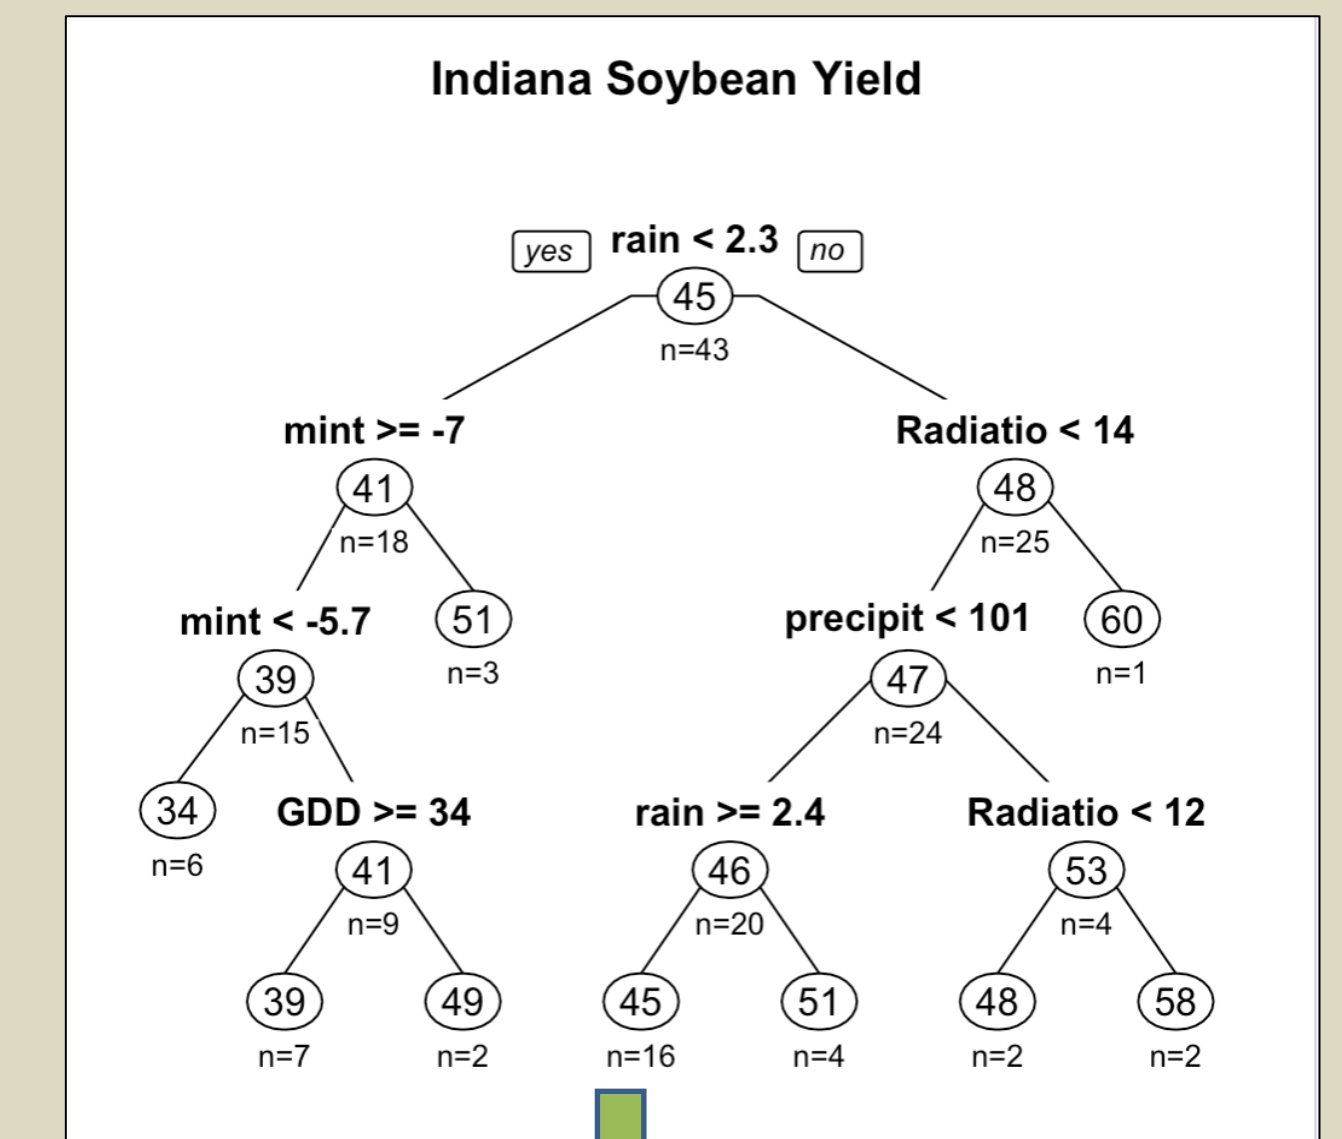 Indiana Soybean Yield
yes rain < 2.3 no
45
n=43
mint >= -7 Radiatio < 14
41 48
n=18 n=25
mint < -5.7 51 precipit < 101 60
39 n=3 47 n=1
n=15 n=24
34 GDD >= 34 rain >= 2.4 Radiatio < 12
n=6 41 46 53
n=9 n=20 n=4
39 49 45 51 48 58
n=7 n=2 n=16 n=4 n=2 n=2